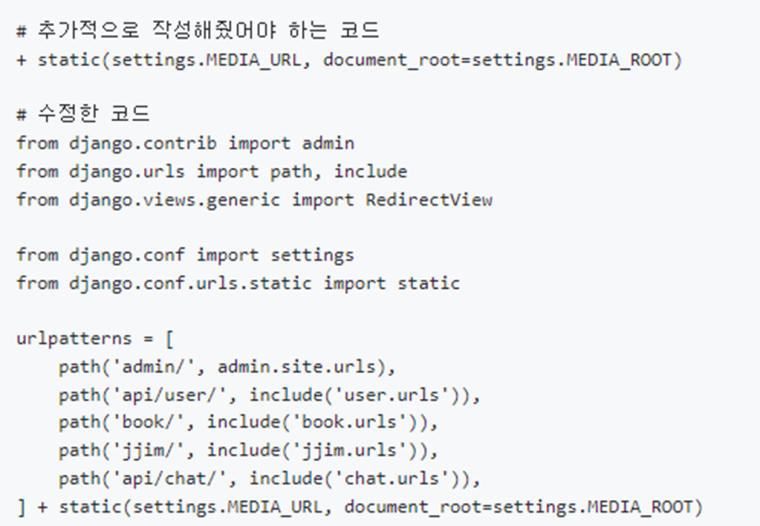 # 추가적으로 작성해줬어야 하는 코드
+ static(settings.MEDIA_URL, document_root=settings.MEDIA_ROOT)
# 수정한 코드
from django.contrib import admin
from django.urls import path, include
from django.views.generic import RedirectView
from django.conf import settings
from django.conf.urls.static import static
urlpatterns = [
    path('admin/', admin.site.urls),
    path('api/user/', include('user.urls')),
    path('book/', include('book.urls')),
    path('jjim/', include('jjim.urls')),
    path('api/chat/', include('chat.urls')),
] + static(settings.MEDIA_URL, document_root=settings.MEDIA_ROOT)